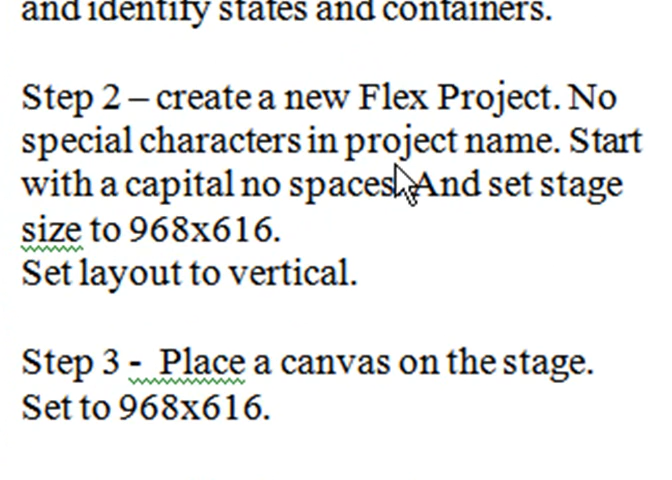 and identify states and containers.
Step 2 – create a new Flex Project. No
special characters in project name. Start
with a capital no spaces. And set stage
size to 968x616.
Set layout to vertical.
Step 3 -  Place a canvas on the stage.
Set to 968x616.